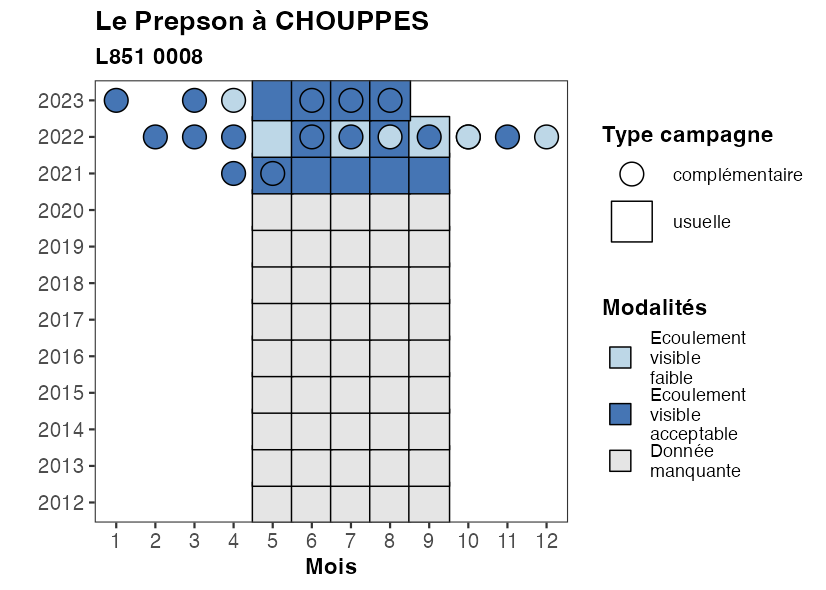 Le Prepson à CHOUPPES
L851 0008
2023
2022
2021
2020
2019
2018
2017
2016
2015
2014
2013
2012
1 2 3 4 5 6 7 8 9 10 11 12
Mois
Type campagne
complémentaire
usuelle
Modalités
Ecoulement
visible
faible
Ecoulement
visible
acceptable
Donnée
manquante